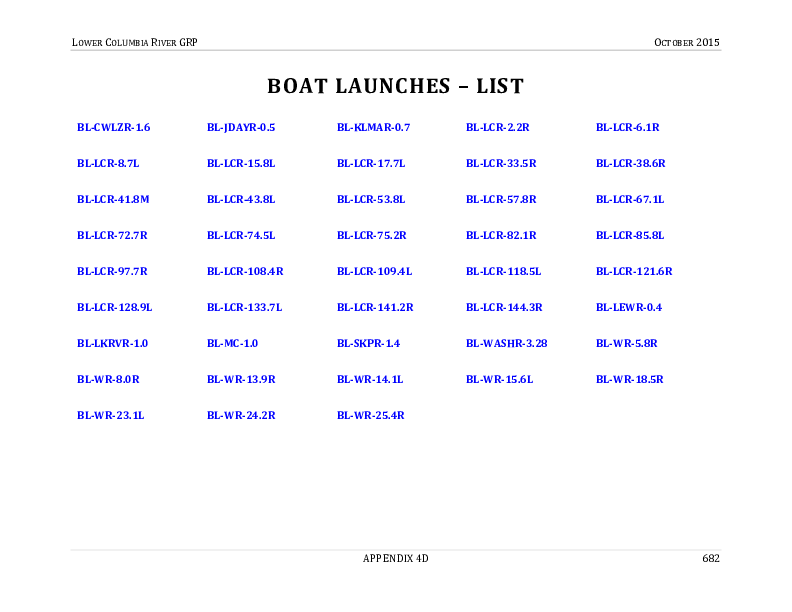 LOWER COLUMBIA RIVER GRP OCTOBER 2015
BOAT LAUNCHES – LIST
BL-CWLZR-1.6 BL-JDAYR-0.5 BL-KLMAR-0.7 BL-LCR-2.2R BL-LCR-6.1R
BL-LCR-8.7L BL-LCR-15.8L BL-LCR-17.7L BL-LCR-33.5R BL-LCR-38.6R
BL-LCR-41.8M BL-LCR-43.8L BL-LCR-53.8L BL-LCR-57.8R BL-LCR-67.1L
BL-LCR-72.7R BL-LCR-74.5L BL-LCR-75.2R BL-LCR-82.1R BL-LCR-85.8L
BL-LCR-97.7R BL-LCR-108.4R BL-LCR-109.4L BL-LCR-118.5L BL-LCR-121.6R
BL-LCR-128.9L BL-LCR-133.7L BL-LCR-141.2R BL-LCR-144.3R BL-LEWR-0.4
BL-LKRVR-1.0 BL-MC-1.0 BL-SKPR-1.4 BL-WASHR-3.28 BL-WR-5.8R
BL-WR-8.0R BL-WR-13.9R BL-WR-14.1L BL-WR-15.6L BL-WR-18.5R
BL-WR-23.1L BL-WR-24.2R BL-WR-25.4R
APPENDIX 4D 682